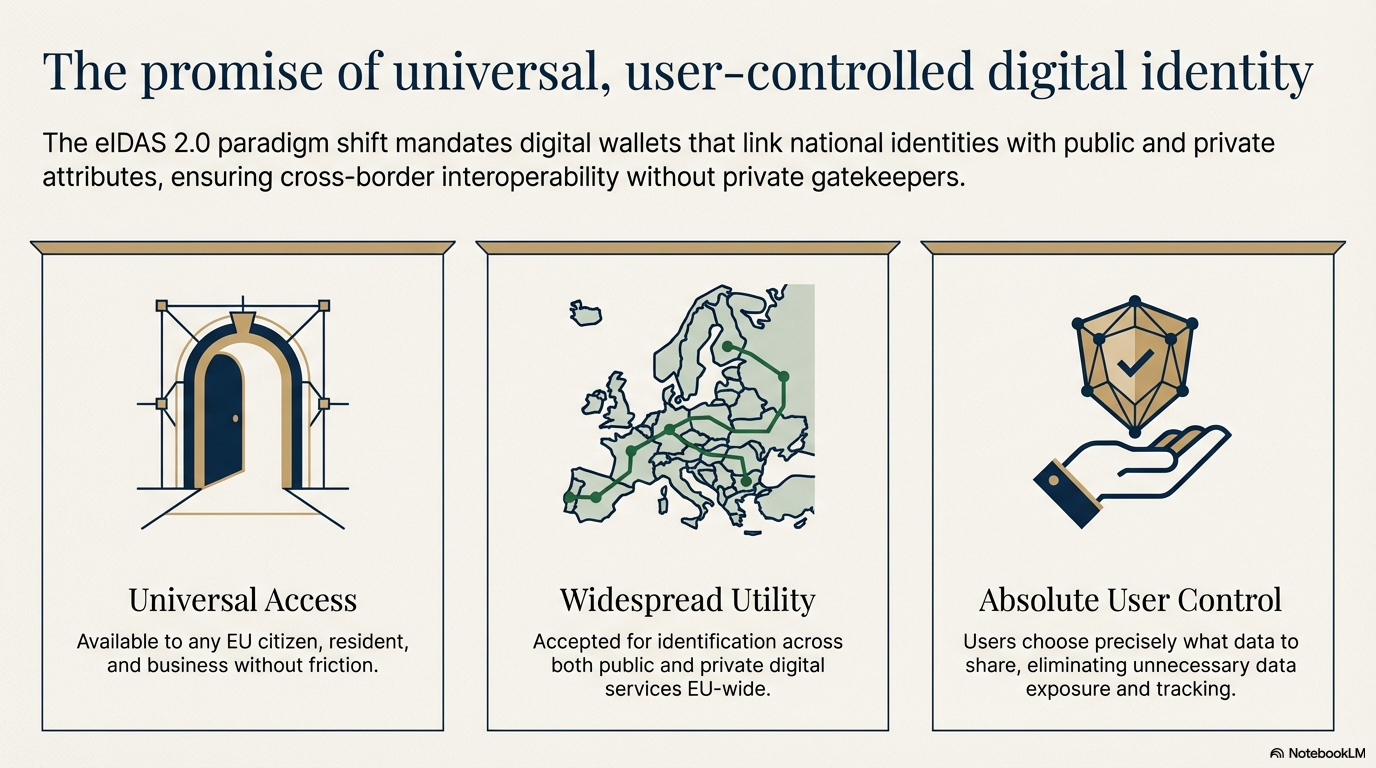 The promise of universal, user-controlled digital identity
The eIDAS 2.0 paradigm shift mandates digital wallets that link national identities with public and private
attributes, ensuring cross-border interoperability without private gatekeepers.
Universal Access
Available to any EU citizen, resident,
and business without friction.
Widespread Utility
Accepted for identification across
both public and private digital
services EU-wide.
Absolute User Control
Users choose precisely what data to
share, eliminating unnecessary data
exposure and tracking.
NotebookLM